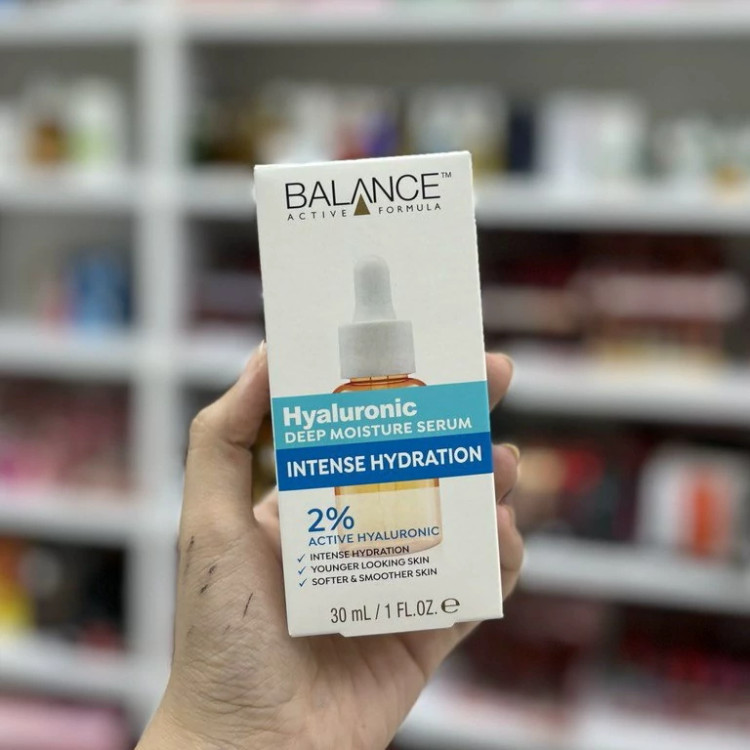 BALANCE™
ACTIVE FORMULA
Hyaluronic
DEEP MOISTURE SERUM
INTENSE HYDRATION
2%
ACTIVE HYALURONIC
✓ INTENSE HYDRATION
✓ YOUNGER LOOKING SKIN
✓ SOFTER & SMOOTHER SKIN
30 mL / 1 FL.OZ. ℮